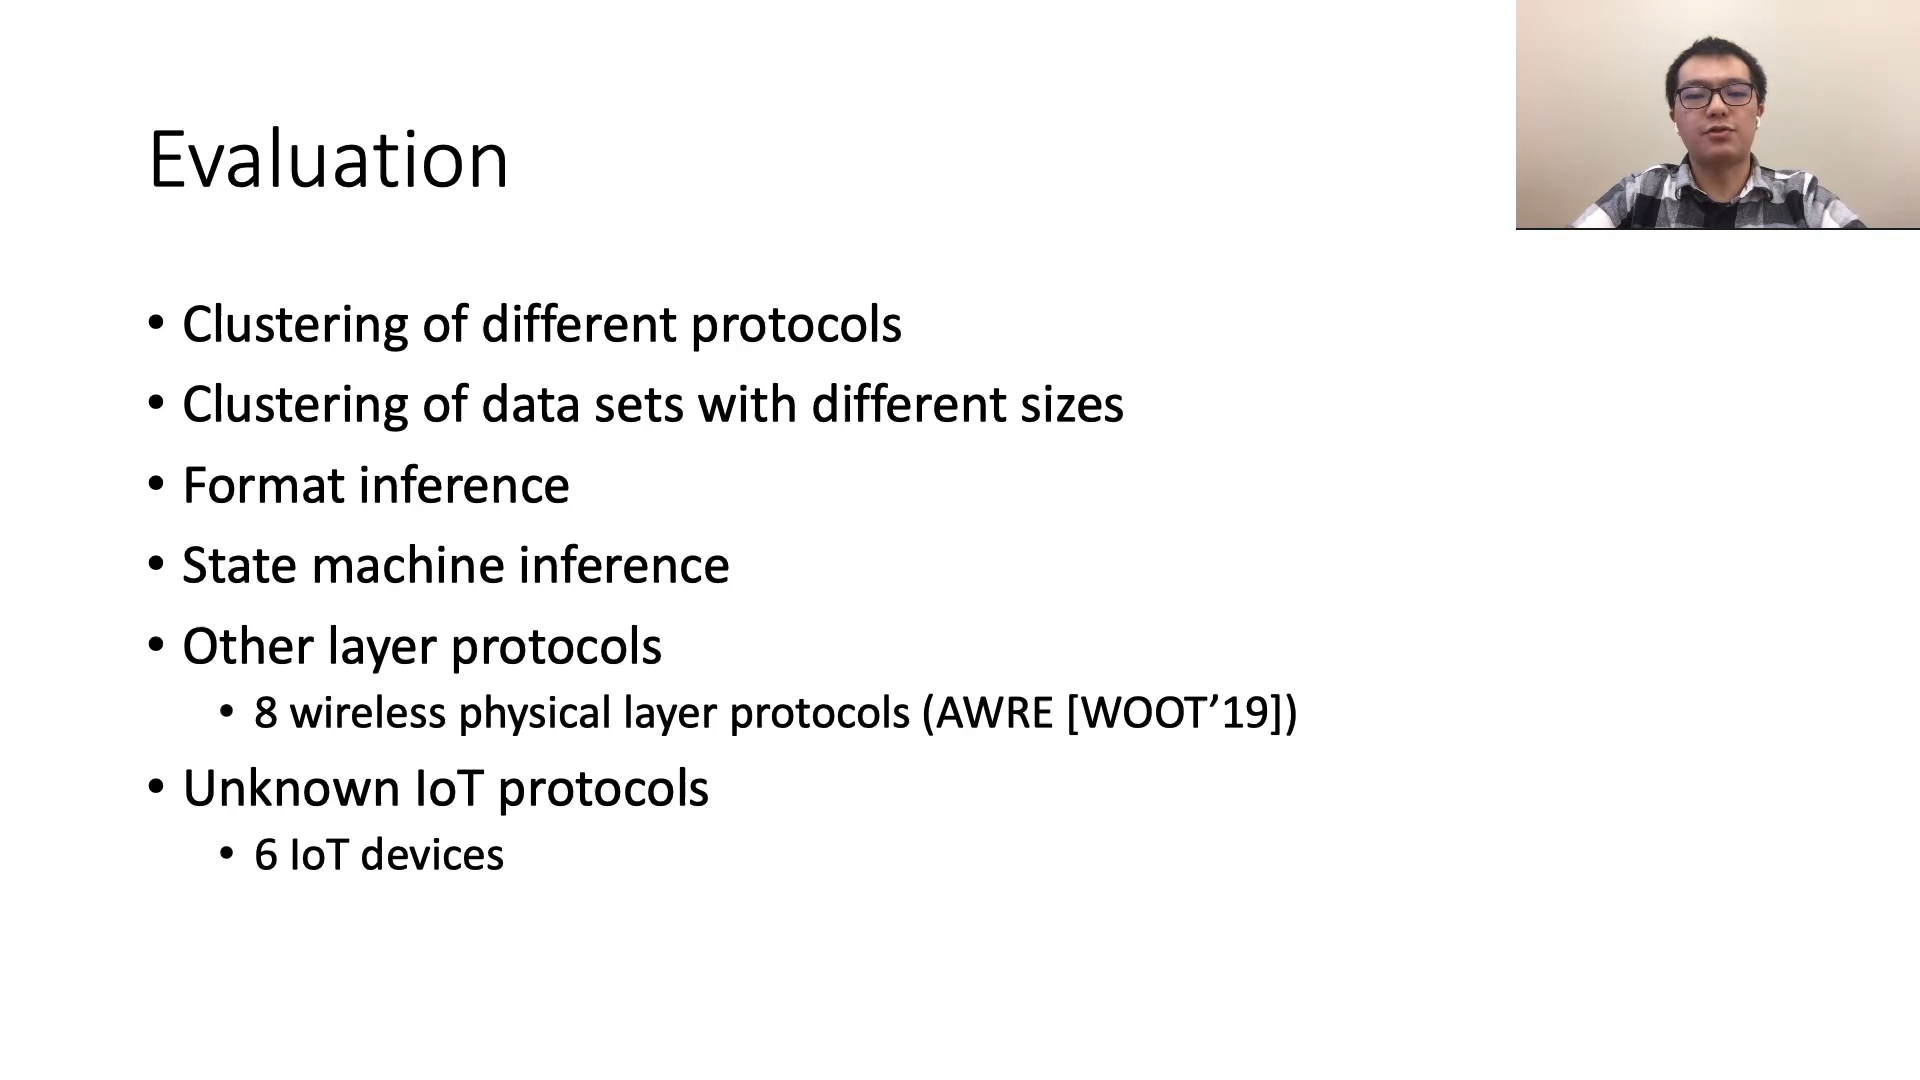 Evaluation
• Clustering of different protocols
• Clustering of data sets with different sizes
• Format inference
• State machine inference
• Other layer protocols
• 8 wireless physical layer protocols (AWRE [WOOT’19])
• Unknown IoT protocols
• 6 IoT devices